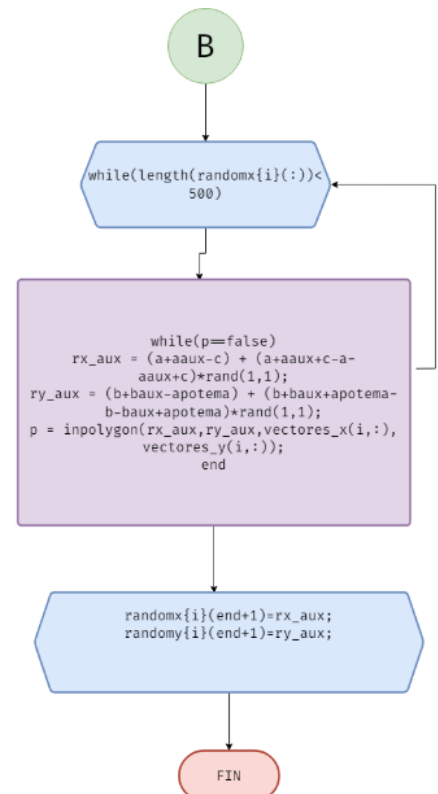 B
while(length(randomx{i}(:))<
500)
while(p==false)
rx_aux = (a+aaux-c) + (a+aaux+c-a-
aaux+c)*rand(1,1);
ry_aux = (b+baux-apotema) + (b+baux+apotema-
b-baux+apotema)*rand(1,1);
p = inpolygon(rx_aux,ry_aux,vectores_x(i,:),
vectores_y(i,:));
end
randomx{i}(end+1)=rx_aux;
randomy{i}(end+1)=ry_aux;
FIN